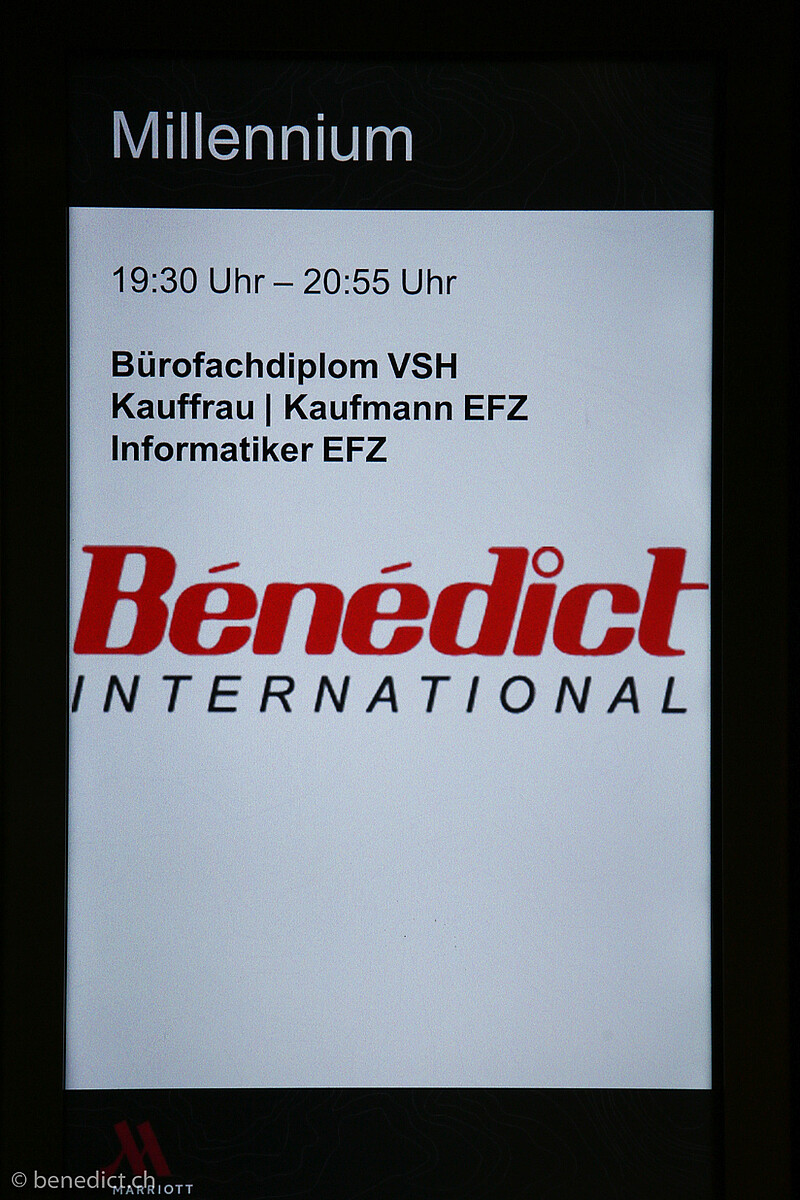 Millennium
19:30 Uhr – 20:55 Uhr
Bürofachdiplom VSH
Kauffrau | Kaufmann EFZ
Informatiker EFZ
Bénédict
INTERNATIONAL
© benedict.ch
MARRIOTT